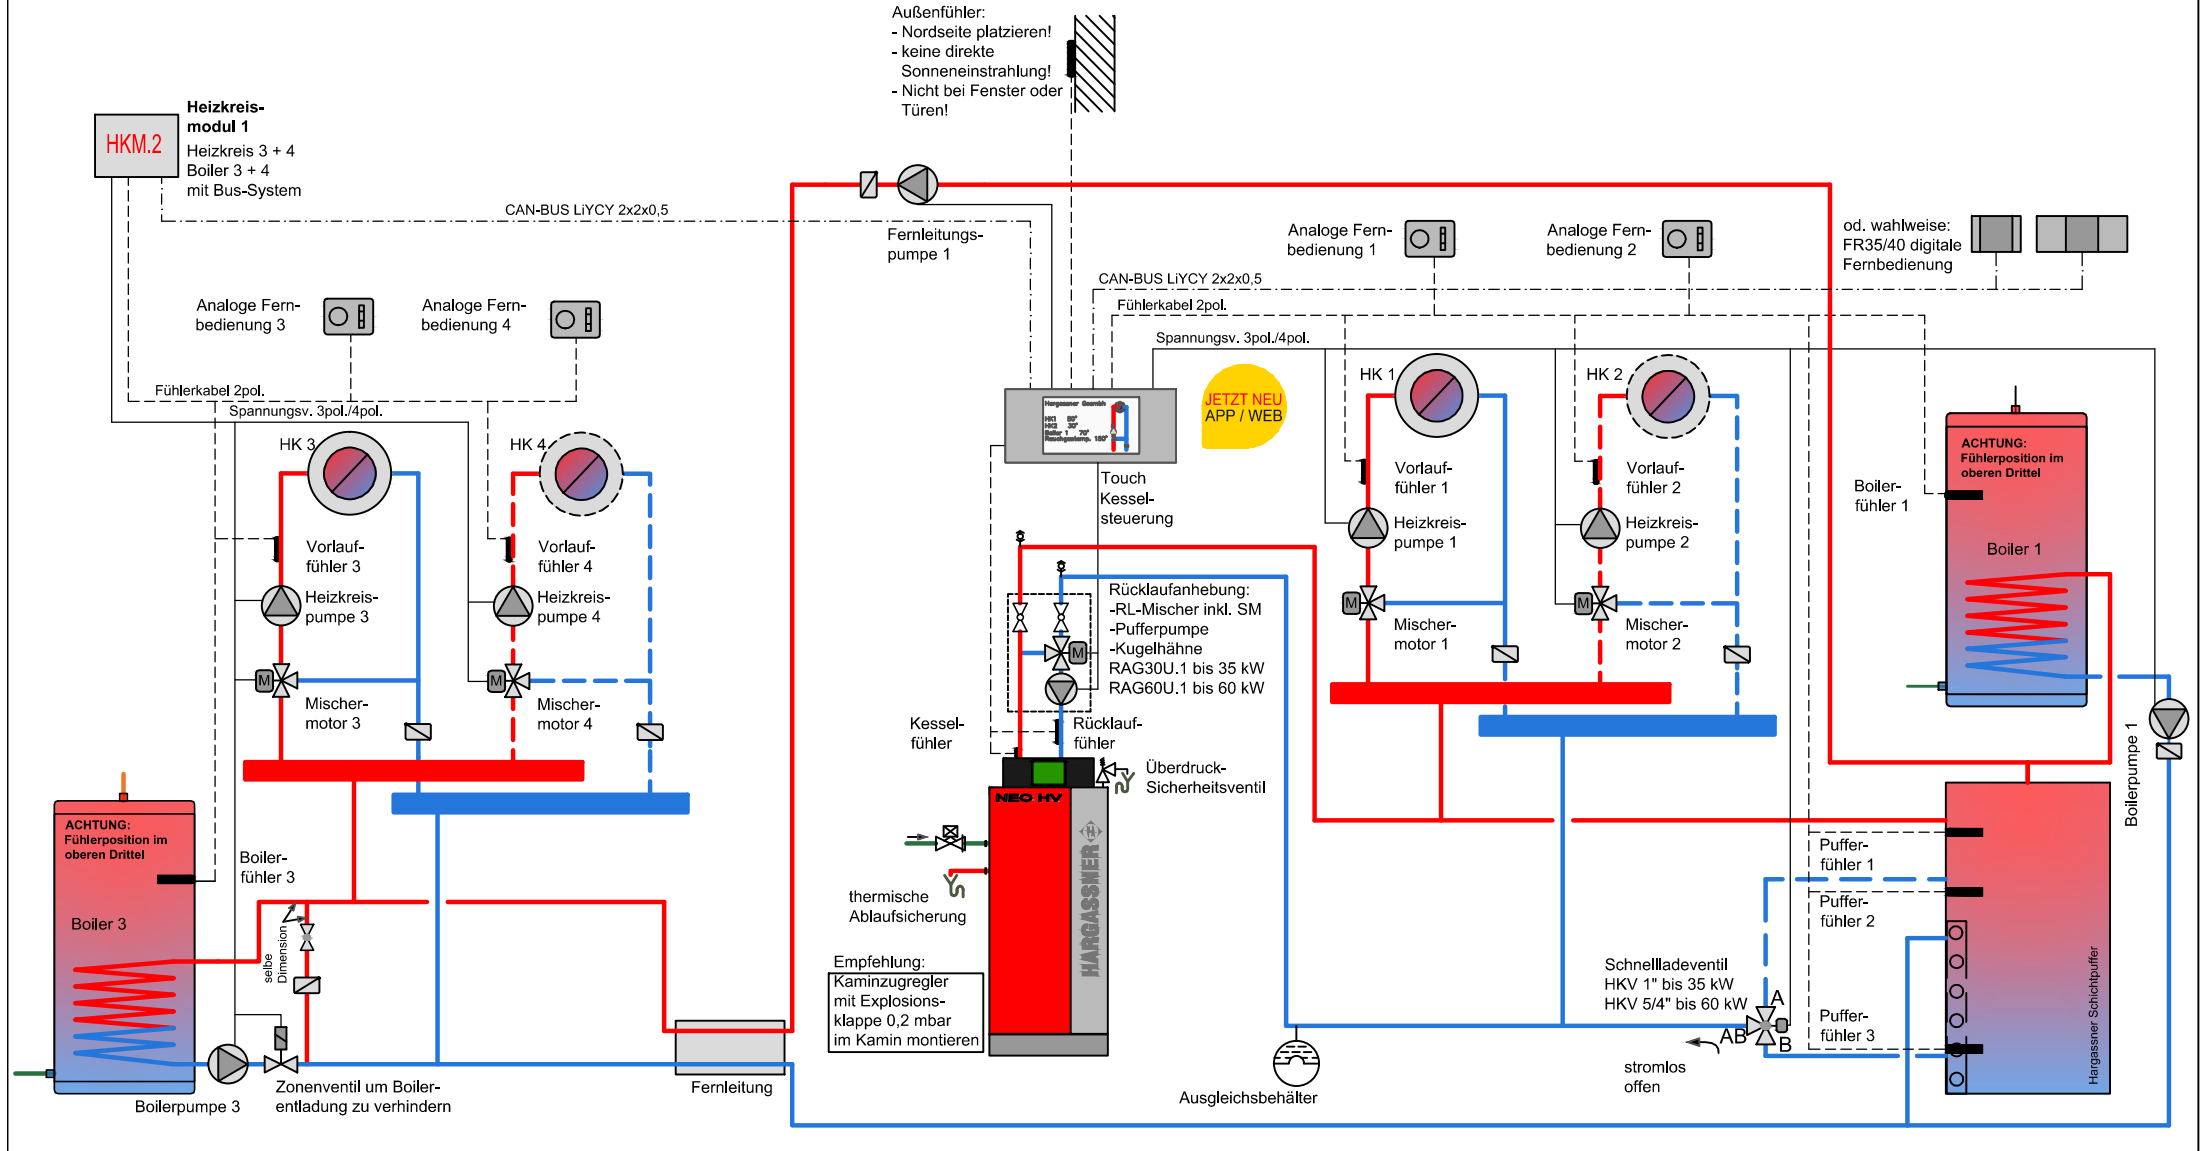 Außenfühler:
- Nordseite platzieren!
- keine direkte
Sonneneinstrahlung!
- Nicht bei Fenster oder
Türen!
HKM.2
Heizkreis-
modul 1
Heizkreis 3 + 4
Boiler 3 + 4
mit Bus-System
CAN-BUS LiYCY 2x2x0,5
Fernleitungs-
pumpe 1
Analoge Fern-
bedienung 1
Analoge Fern-
bedienung 2
od. wahlweise:
FR35/40 digitale
Fernbedienung
CAN-BUS LiYCY 2x2x0,5
Fühlerkabel 2pol.
Spannungsv. 3pol./4pol.
Analoge Fern-
bedienung 3
Analoge Fern-
bedienung 4
Fühlerkabel 2pol.
Spannungsv. 3pol./4pol.
Hargassner GesmbH
HK1 50°
HK2 30°
Boiler 1 70°
Rauchgastemp. 150°
JETZT NEU
APP / WEB
Touch
Kessel-
steuerung
HK 1
HK 2
Vorlauf-
fühler 1
Vorlauf-
fühler 2
Heizkreis-
pumpe 1
Heizkreis-
pumpe 2
M
Mischer-
motor 1
M
Mischer-
motor 2
ACHTUNG:
Fühlerposition im
oberen Drittel
Boiler-
fühler 1
Boiler 1
Boilerpumpe 1
HK 3
HK 4
Vorlauf-
fühler 3
Vorlauf-
fühler 4
Heizkreis-
pumpe 3
Heizkreis-
pumpe 4
M
Mischer-
motor 3
M
Mischer-
motor 4
Rücklaufanhebung:
-RL-Mischer inkl. SM
-Pufferpumpe
-Kugelhähne
RAG30U.1 bis 35 kW
RAG60U.1 bis 60 kW
M
Kessel-
fühler
Rücklauf-
fühler
Überdruck-
Sicherheitsventil
NEO HV
HARGASSNER
thermische
Ablaufsicherung
Empfehlung:
Kaminzugregler
mit Explosions-
klappe 0,2 mbar
im Kamin montieren
ACHTUNG:
Fühlerposition im
oberen Drittel
Boiler-
fühler 3
Boiler 3
selbe
Dimension
Boilerpumpe 3
Zonenventil um Boiler-
entladung zu verhindern
Fernleitung
Ausgleichsbehälter
Schnellladeventil
HKV 1" bis 35 kW
HKV 5/4" bis 60 kW
A
AB
B
stromlos
offen
Puffer-
fühler 1
Puffer-
fühler 2
Puffer-
fühler 3
Hargassner Schichtpuffer